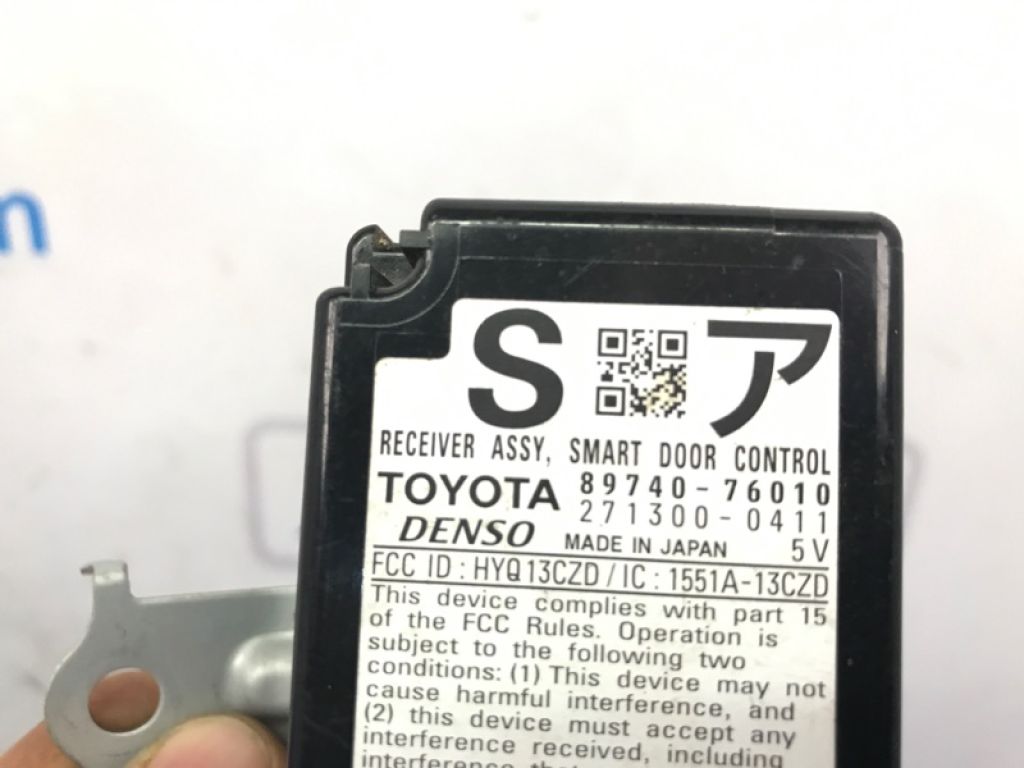 S ア
RECEIVER ASSY, SMART DOOR CONTROL
TOYOTA 89740-76010
271300-0411
DENSO MADE IN JAPAN 5V
FCC ID : HYQ13CZD / IC : 1551A-13CZD
This device complies with part 15
of the FCC Rules. Operation is
subject to the following two
conditions: (1) This device may not
cause harmful interference, and
(2) this device must accept any
interference received, including
interference